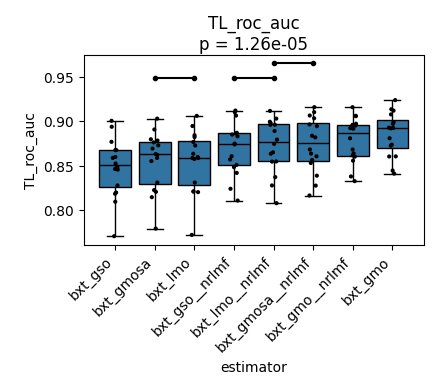 TL_roc_auc
p = 1.26e-05
TL_roc_auc
0.95
0.90
0.85
0.80
bxt_gso
bxt_gmosa
bxt_lmo
bxt_gso__nrlmf
bxt_lmo__nrlmf
bxt_gmosa__nrlmf
bxt_gmo__nrlmf
bxt_gmo
estimator